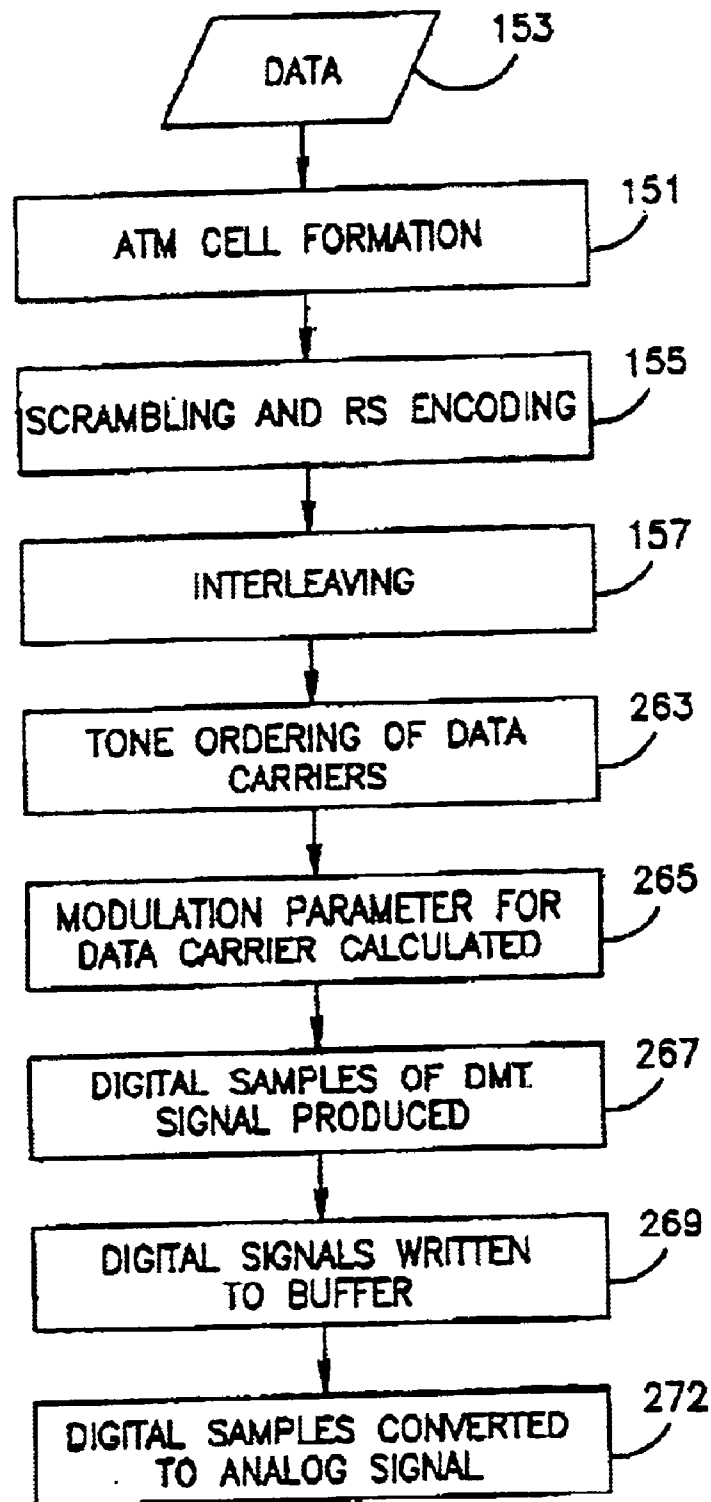 DATA
153
ATM CELL FORMATION
151
SCRAMBLING AND RS ENCODING
155
INTERLEAVING
157
TONE ORDERING OF DATA
CARRIERS
263
MODULATION PARAMETER FOR
DATA CARRIER CALCULATED
265
DIGITAL SAMPLES OF DMT.
SIGNAL PRODUCED
267
DIGITAL SIGNALS WRITTEN
TO BUFFER
269
DIGITAL SAMPLES CONVERTED
TO ANALOG SIGNAL
272